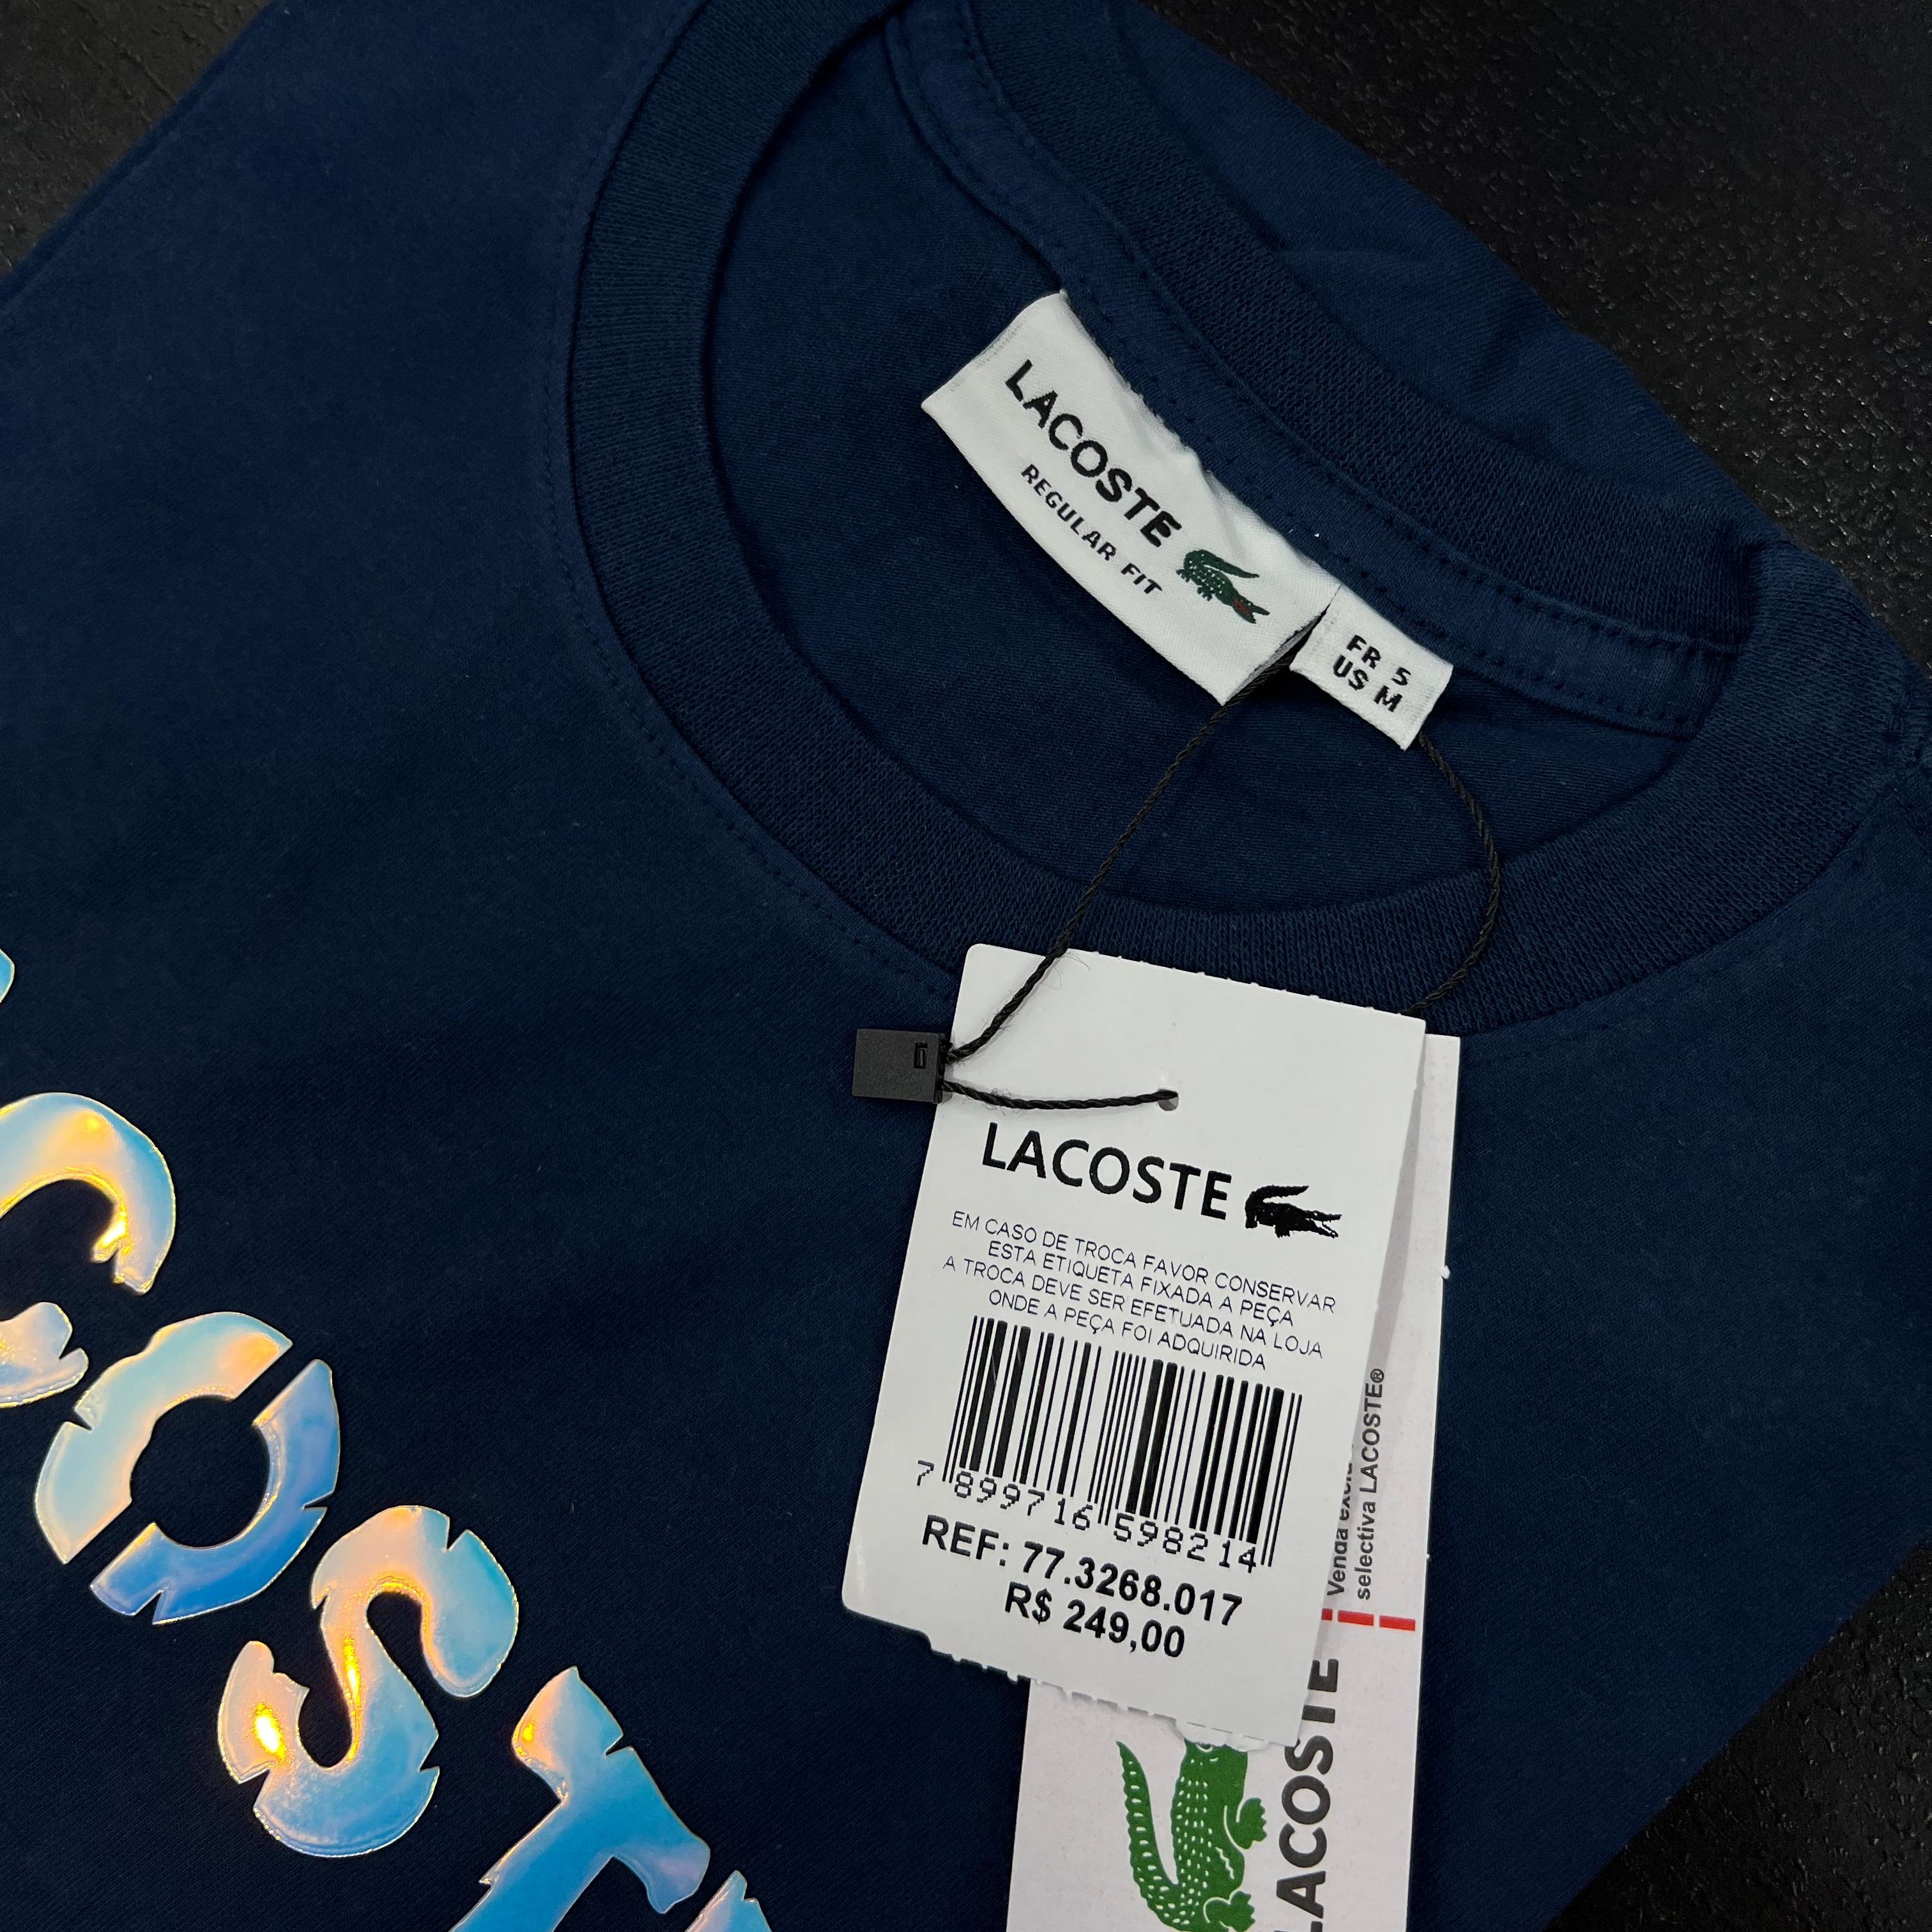 LACOSTE
REGULAR FIT
FR 5
US M
LACOSTE
EM CASO DE TROCA FAVOR CONSERVAR
ESTA ETIQUETA FIXADA A PEÇA
A TROCA DEVE SER EFETUADA NA LOJA
ONDE A PEÇA FOI ADQUIRIDA
7 899716 598214
REF: 77.3268.017
R$ 249,00
Venda
selectiva LACOSTE®
LACOSTE
COST